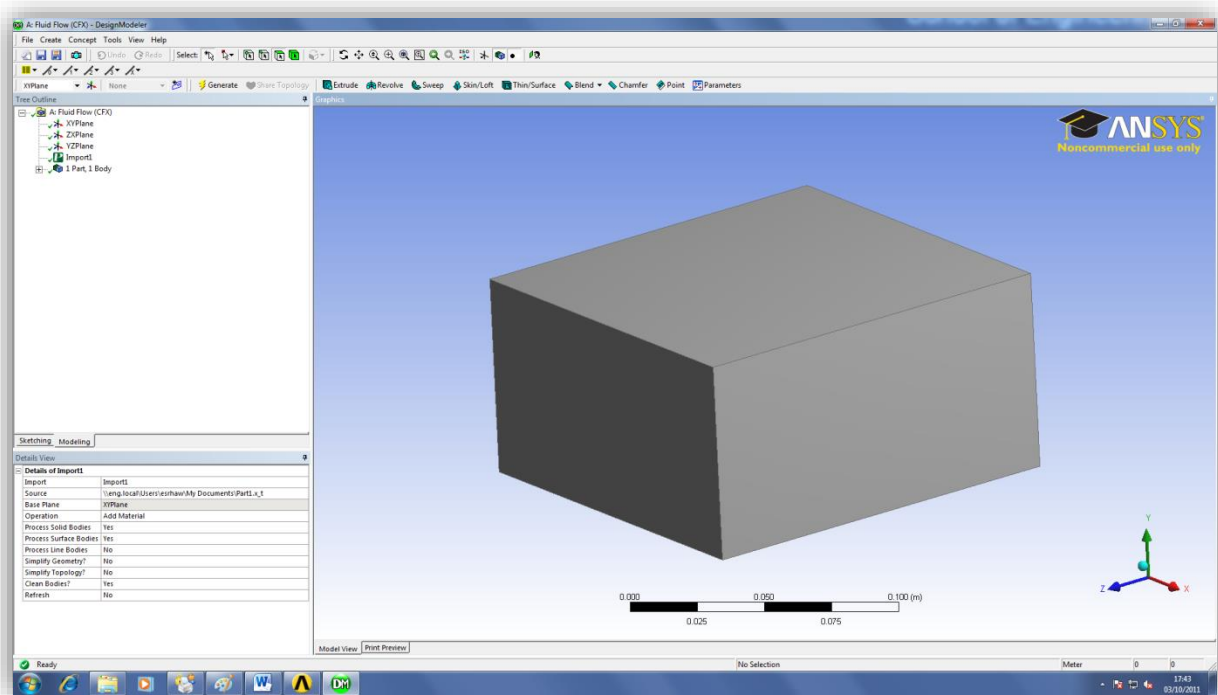 A: Fluid Flow (CFX) - DesignModeler
File Create Concept Tools View Help
Undo Redo Select:
XYPlane None Generate Share Topology Extrude Revolve Sweep Skin/Loft Thin/Surface Blend Chamfer Point Parameters
Tree Outline
Graphics
A: Fluid Flow (CFX)
XYPlane
ZXPlane
YZPlane
Import1
1 Part, 1 Body
ANSYS
Noncommercial use only
Sketching Modeling
Details View
Details of Import1
Import Import1
Source \\eng.local\Users\esrhaw\My Documents\Part1.x_t
Base Plane XYPlane
Operation Add Material
Process Solid Bodies Yes
Process Surface Bodies Yes
Process Line Bodies No
Simplify Geometry? No
Simplify Topology? No
Clean Bodies? Yes
Refresh No
Y
Z X
0.000 0.050 0.100 (m)
0.025 0.075
Model View Print Preview
Ready No Selection Meter 0 0
W DM
17:43
03/10/2011